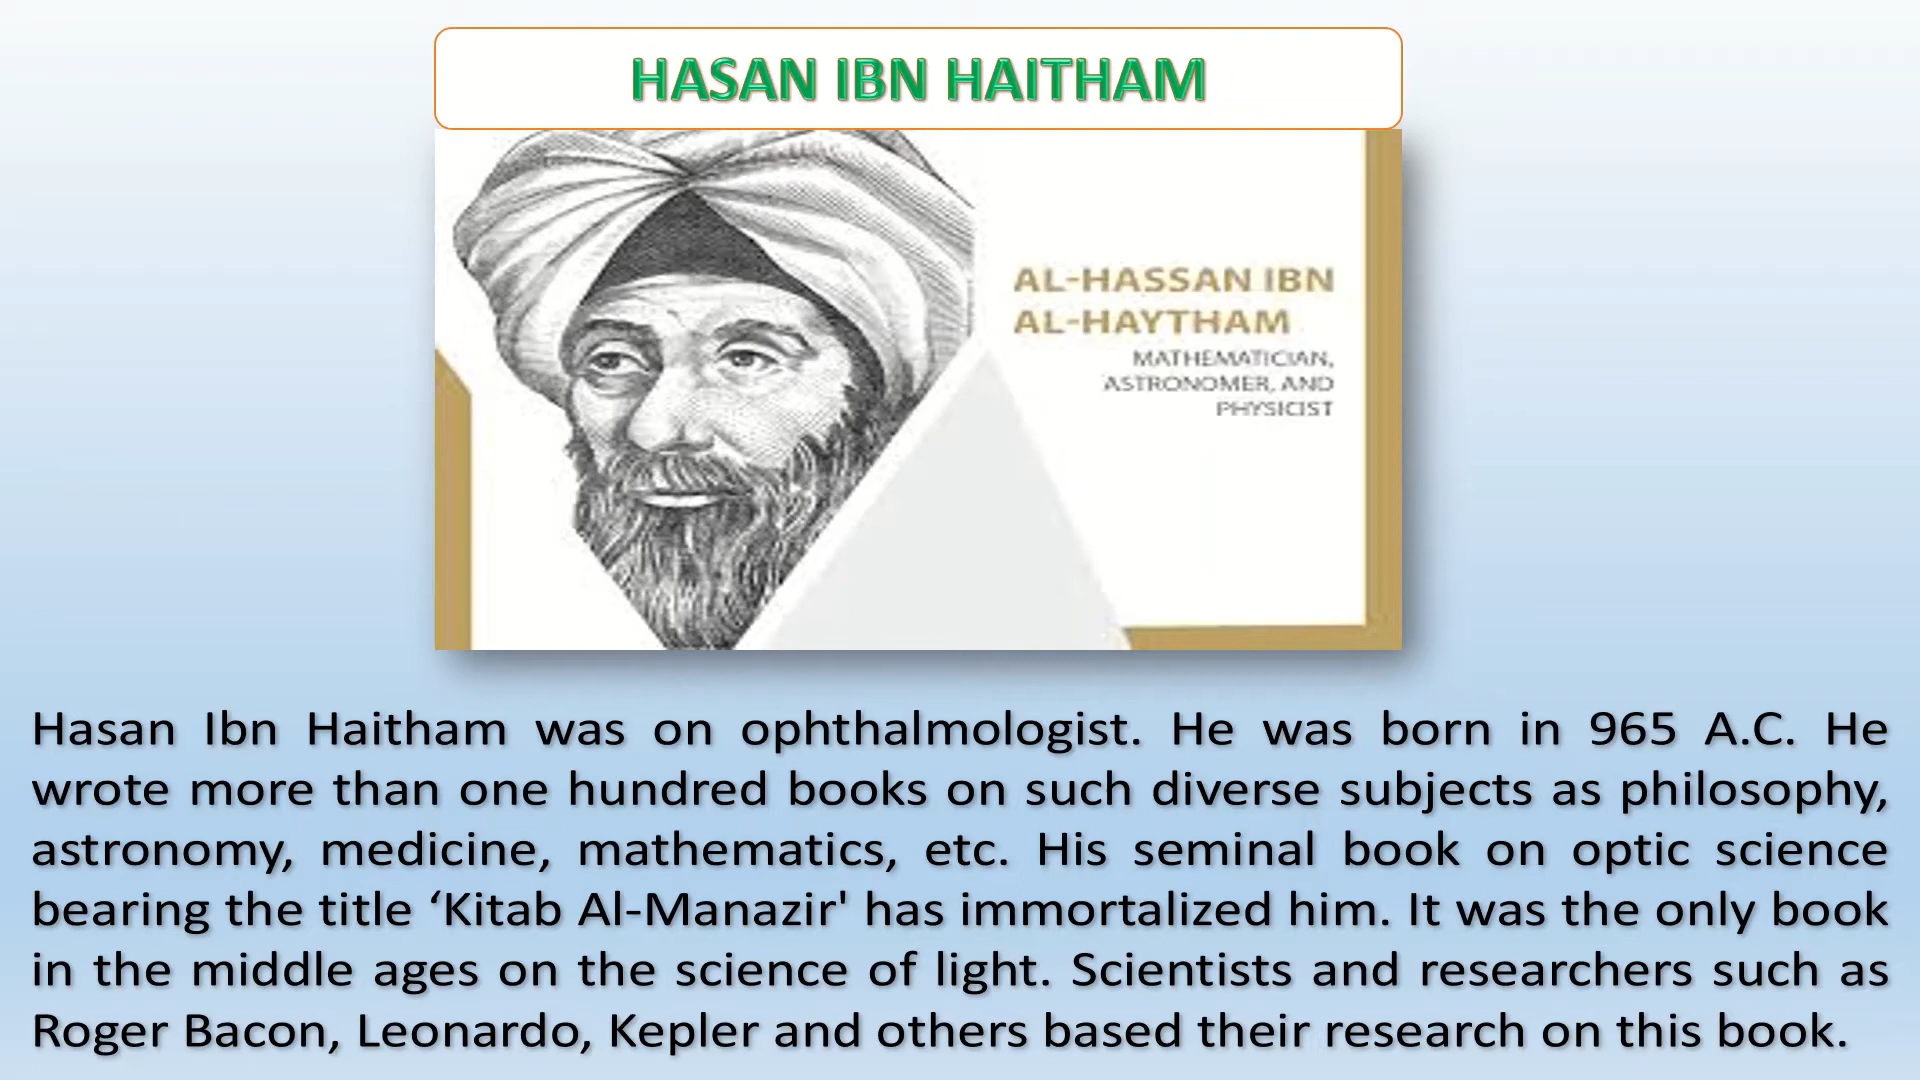 HASAN IBN HAITHAM
AL-HASSAN IBN
AL-HAYTHAM
MATHEMATICIAN,
ASTRONOMER, AND
PHYSICIST
Hasan Ibn Haitham was on ophthalmologist. He was born in 965 A.C. He
wrote more than one hundred books on such diverse subjects as philosophy,
astronomy, medicine, mathematics, etc. His seminal book on optic science
bearing the title ‘Kitab Al-Manazir' has immortalized him. It was the only book
in the middle ages on the science of light. Scientists and researchers such as
Roger Bacon, Leonardo, Kepler and others based their research on this book.